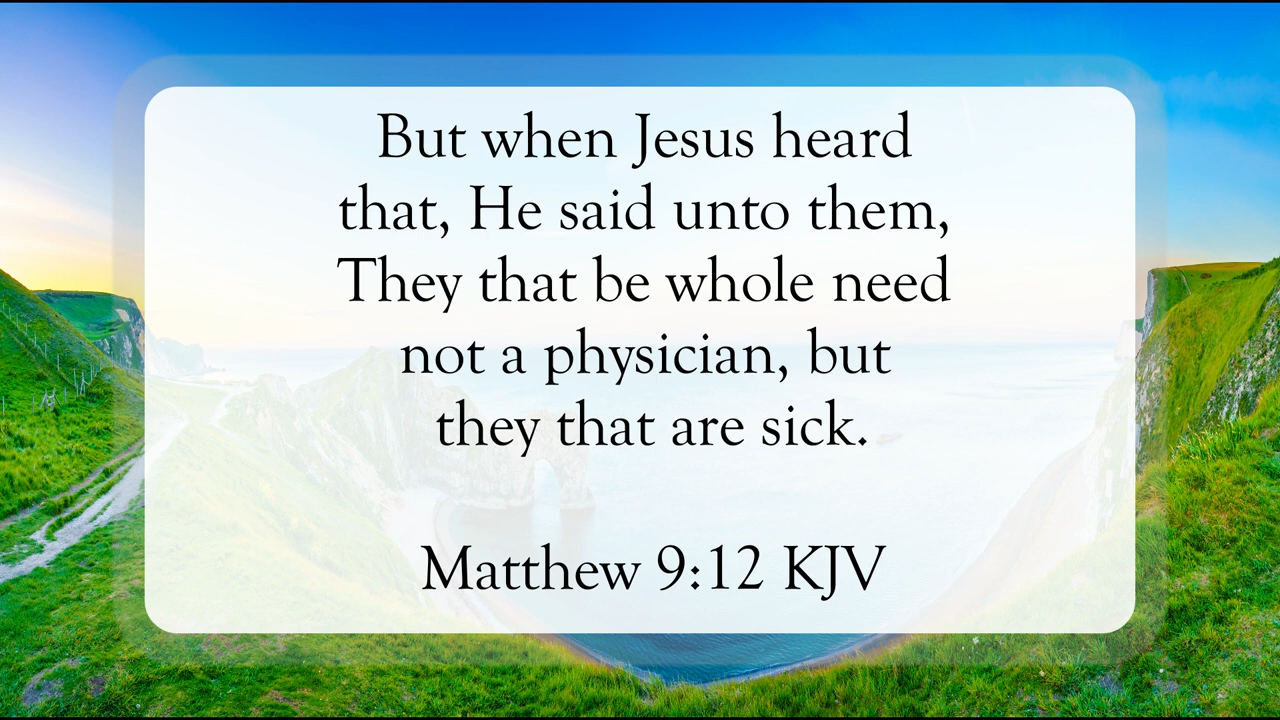 But when Jesus heard
that, He said unto them,
They that be whole need
not a physician, but
they that are sick.
Matthew 9:12 KJV